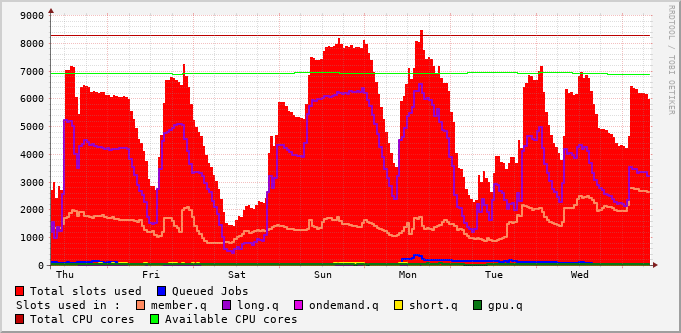 9000
8000
7000
6000
5000
4000
3000
2000
1000
0
Thu Fri Sat Sun Mon Tue Wed
RRDTOOL / TOBI OETIKER
Total slots used Queued Jobs
Slots used in : member.q long.q ondemand.q short.q gpu.q
Total CPU cores Available CPU cores